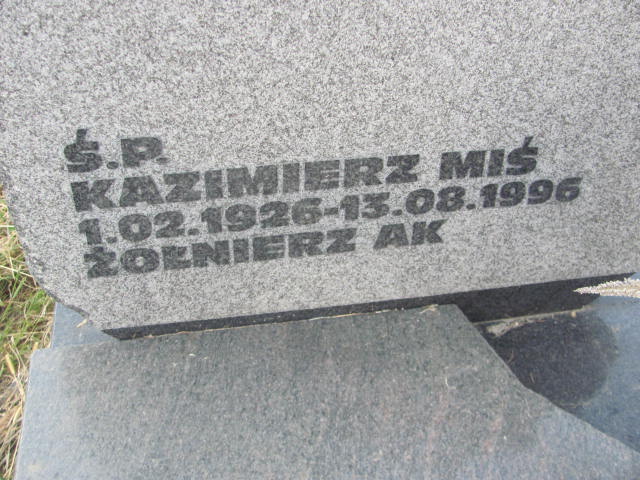 Ś.P.
KAZIMIERZ MIŚ
1.02.1926-13.08.1996
ŻOŁNIERZ AK